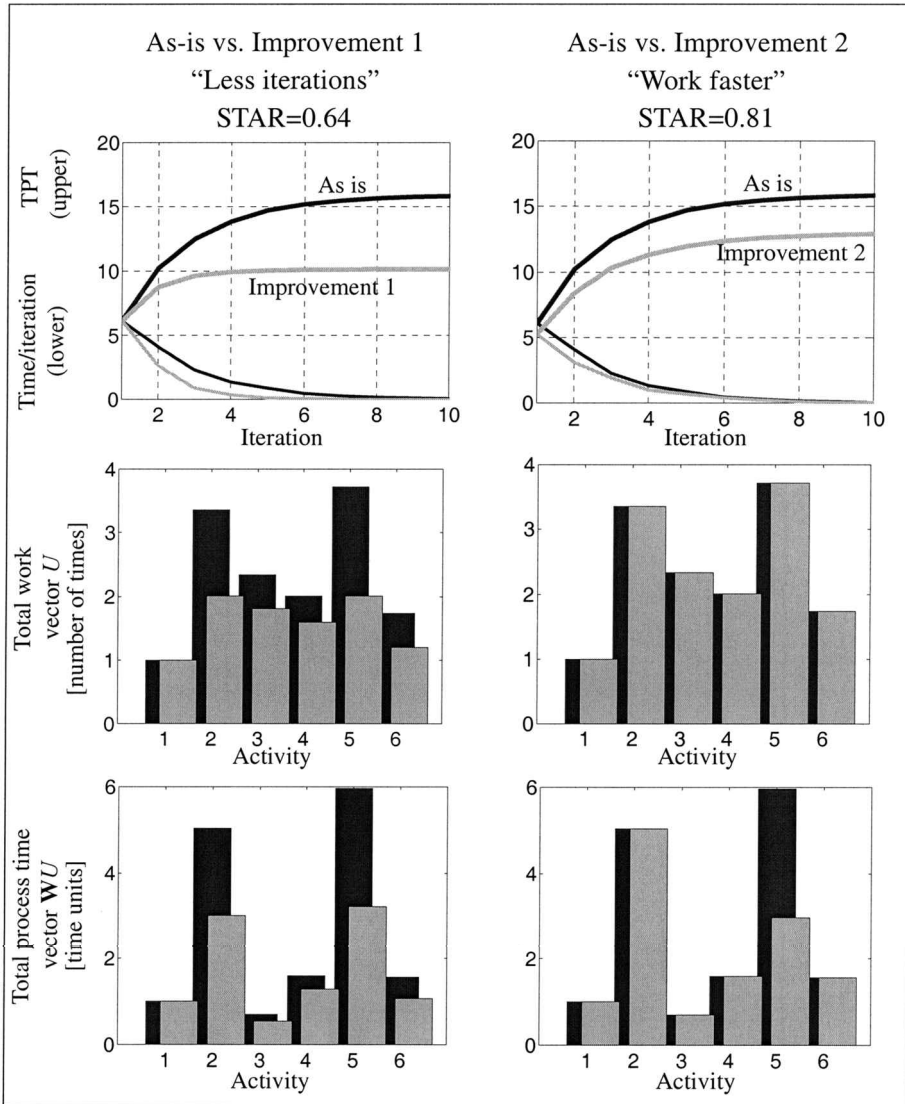 As-is vs. Improvement 1
“Less iterations”
STAR=0.64
As-is vs. Improvement 2
“Work faster”
STAR=0.81
TPT
(upper)
Time/iteration
(lower)
20
15
10
5
0
As is
Improvement 1
2 4 6 8 10
Iteration
20
15
10
5
0
As is
Improvement 2
2 4 6 8 10
Iteration
Total work
vector U
[number of times]
4
3
2
1
0
1 2 3 4 5 6
Activity
4
3
2
1
0
1 2 3 4 5 6
Activity
Total process time
vector WU
[time units]
6
4
2
0
1 2 3 4 5 6
Activity
6
4
2
0
1 2 3 4 5 6
Activity